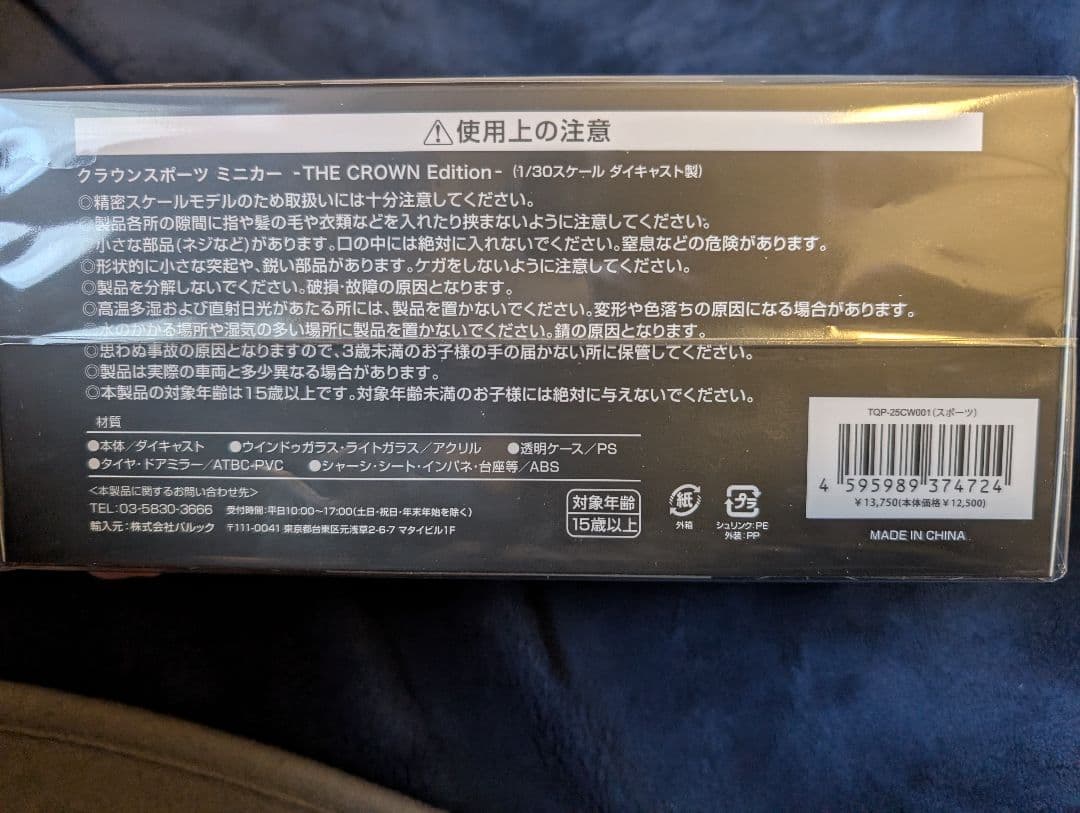 ⚠使用上の注意
クラウンスポーツ ミニカー -THE CROWN Edition- (1/30スケール ダイキャスト製)
◎精密スケールモデルのため取扱いには十分注意してください。
◎製品各所の隙間に指や髪の毛や衣類などを入れたり挟まないように注意してください。
◎小さな部品(ネジなど)があります。口の中には絶対に入れないでください。窒息などの危険があります。
◎形状的に小さな突起や、鋭い部品があります。ケガをしないように注意してください。
◎製品を分解しないでください。破損・故障の原因となります。
◎高温多湿および直射日光があたる所には、製品を置かないでください。変形や色落ちの原因になる場合があります。
◎水のかかる場所や湿気の多い場所に製品を置かないでください。錆の原因となります。
◎思わぬ事故の原因となりますので、3歳未満のお子様の手の届かない所に保管してください。
◎製品は実際の車両と多少異なる場合があります。
◎本製品の対象年齢は15歳以上です。対象年齢未満のお子様には絶対に与えないでください。
材質
●本体/ダイキャスト ●ウインドゥガラス・ライトガラス/アクリル ●透明ケース/PS
●タイヤ・ドアミラー/ATBC-PVC ●シャーシ・シート・インパネ・台座等/ABS
<本製品に関するお問い合わせ先>
TEL:03-5830-3666 受付時間:平日10:00~17:00(土日・祝日・年末年始を除く)
輸入元:株式会社バルック 〒111-0041 東京都台東区元浅草2-6-7 マタイビル1F
対象年齢
15歳以上
紙
外箱
プラ
シュリンク:PE
外装:PP
TQP-25CW001(スポーツ)
4 595989 374724
¥13,750(本体価格¥12,500)
MADE IN CHINA